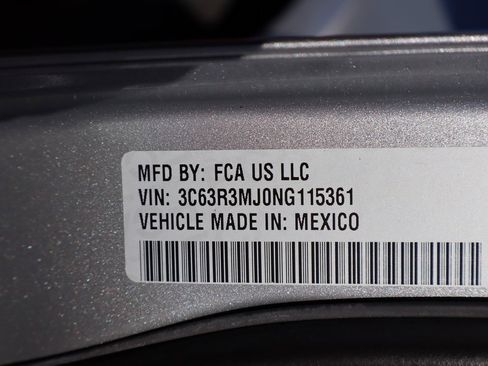 MFD BY: FCA US LLC
VIN: 3C63R3MJ0NG115361
VEHICLE MADE IN: MEXICO